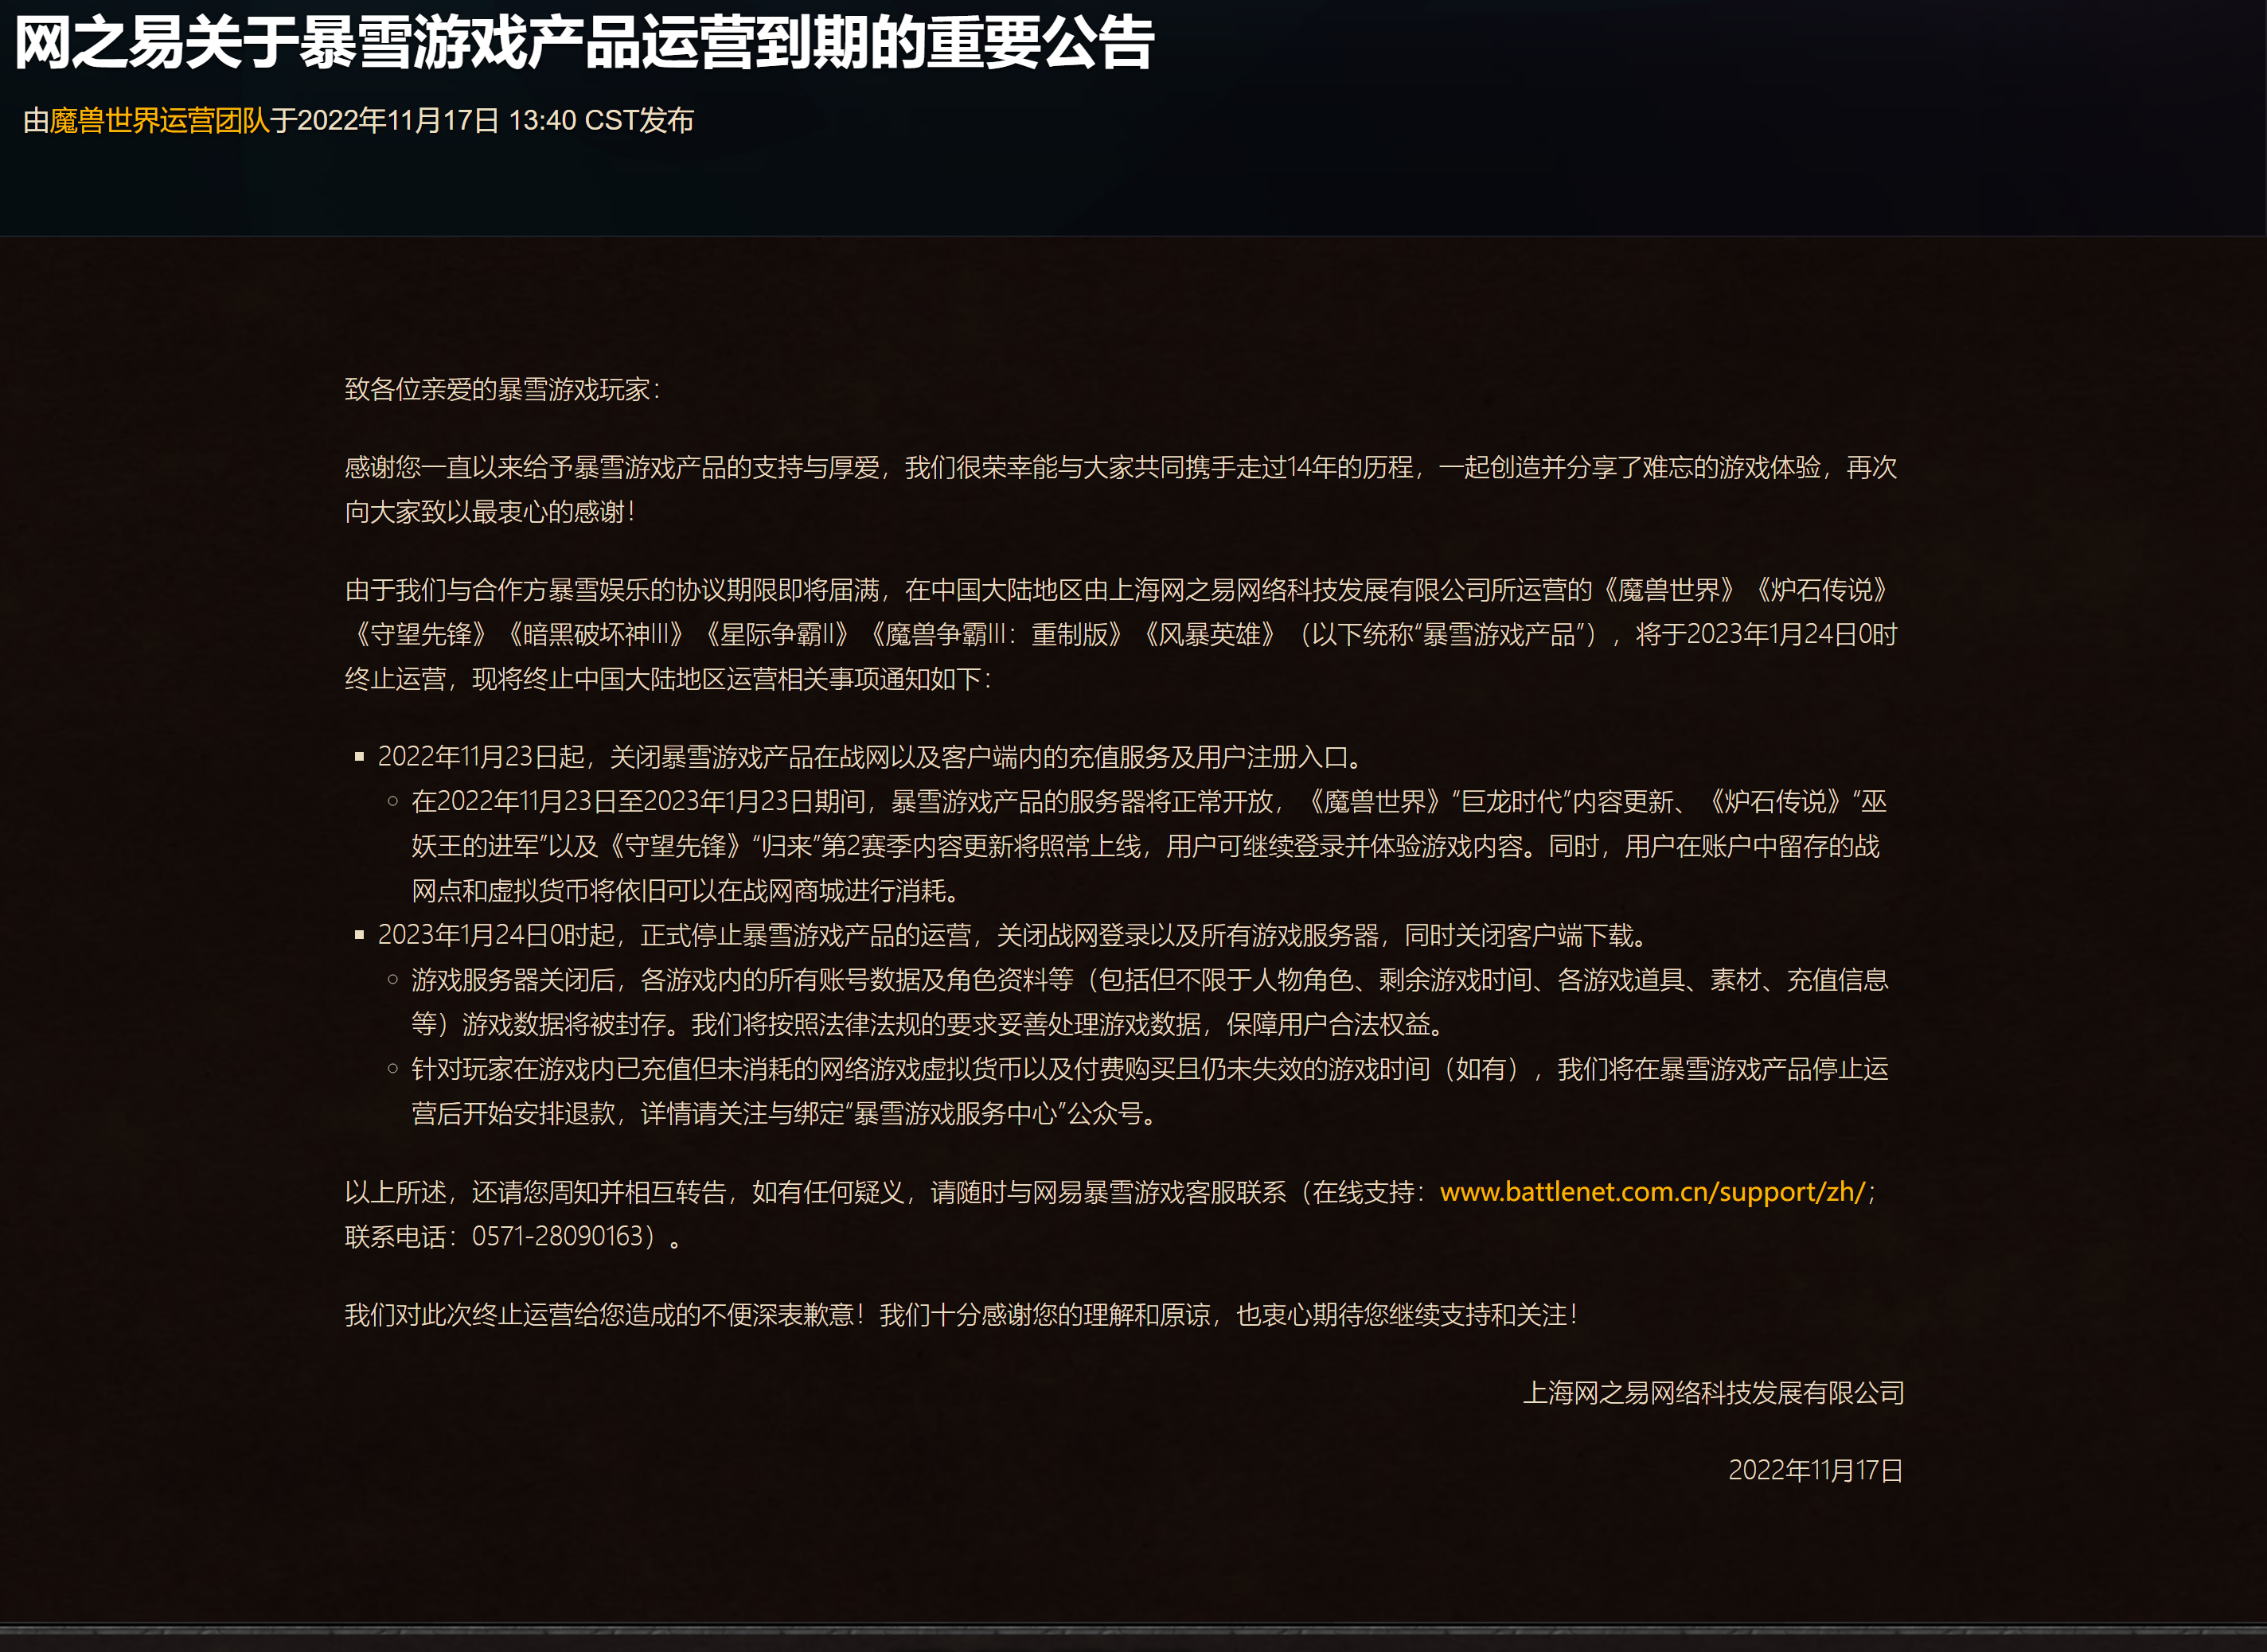 网之易关于暴雪游戏产品运营到期的重要公告
由魔兽世界运营团队于2022年11月17日 13:40 CST发布
致各位亲爱的暴雪游戏玩家：
感谢您一直以来给予暴雪游戏产品的支持与厚爱，我们很荣幸能与大家共同携手走过14年的历程，一起创造并分享了难忘的游戏体验，再次
向大家致以最衷心的感谢！
由于我们与合作方暴雪娱乐的协议期限即将届满，在中国大陆地区由上海网之易网络科技发展有限公司所运营的《魔兽世界》《炉石传说》
《守望先锋》《暗黑破坏神III》《星际争霸II》《魔兽争霸III：重制版》《风暴英雄》（以下统称“暴雪游戏产品”），将于2023年1月24日0时
终止运营，现将终止中国大陆地区运营相关事项通知如下：
▪ 2022年11月23日起，关闭暴雪游戏产品在战网以及客户端内的充值服务及用户注册入口。
○ 在2022年11月23日至2023年1月23日期间，暴雪游戏产品的服务器将正常开放，《魔兽世界》“巨龙时代”内容更新、《炉石传说》“巫
妖王的进军”以及《守望先锋》“归来”第2赛季内容更新将照常上线，用户可继续登录并体验游戏内容。同时，用户在账户中留存的战
网点和虚拟货币将依旧可以在战网商城进行消耗。
▪ 2023年1月24日0时起，正式停止暴雪游戏产品的运营，关闭战网登录以及所有游戏服务器，同时关闭客户端下载。
○ 游戏服务器关闭后，各游戏内的所有账号数据及角色资料等（包括但不限于人物角色、剩余游戏时间、各游戏道具、素材、充值信息
等）游戏数据将被封存。我们将按照法律法规的要求妥善处理游戏数据，保障用户合法权益。
○ 针对玩家在游戏内已充值但未消耗的网络游戏虚拟货币以及付费购买且仍未失效的游戏时间（如有），我们将在暴雪游戏产品停止运
营后开始安排退款，详情请关注与绑定“暴雪游戏服务中心”公众号。
以上所述，还请您周知并相互转告，如有任何疑义，请随时与网易暴雪游戏客服联系（在线支持：www.battlenet.com.cn/support/zh/；
联系电话：0571-28090163）。
我们对此次终止运营给您造成的不便深表歉意！我们十分感谢您的理解和原谅，也衷心期待您继续支持和关注！
上海网之易网络科技发展有限公司
2022年11月17日